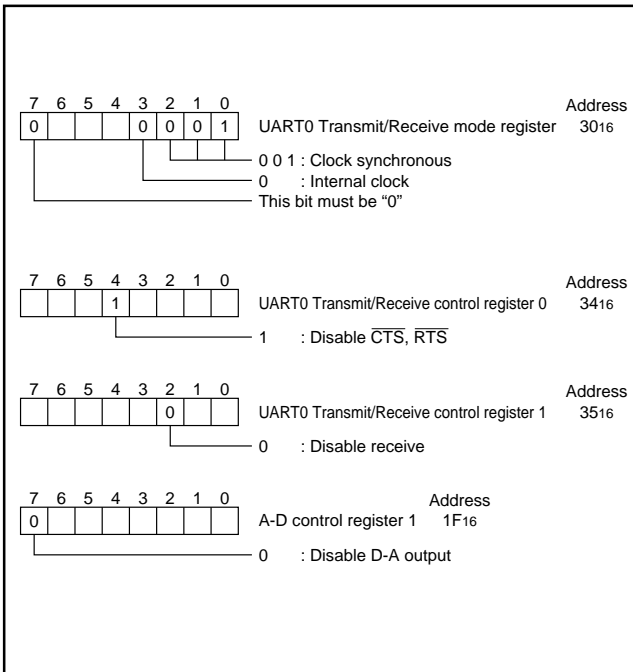 7 6 5 4 3 2 1 0 Address
0 0 0 0 1 UART0 Transmit/Receive mode register 3016
0 0 1 : Clock synchronous
0 : Internal clock
This bit must be “0”
7 6 5 4 3 2 1 0 Address
1 UART0 Transmit/Receive control register 0 3416
1 : Disable C̅T̅S̅, R̅T̅S̅
7 6 5 4 3 2 1 0 Address
0 UART0 Transmit/Receive control register 1 3516
0 : Disable receive
7 6 5 4 3 2 1 0 Address
0 A-D control register 1 1F16
0 : Disable D-A output